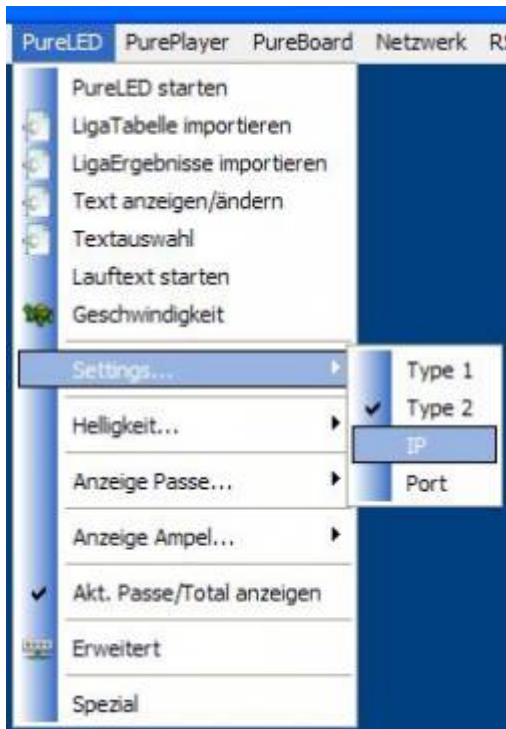 PureLED PurePlayer PureBoard Netzwerk
PureLED starten
LigaTabelle importieren
LigaErgebnisse importieren
Text anzeigen/ändern
Textauswahl
Lauftext starten
Geschwindigkeit
Settings...
Type 1
Type 2
IP
Port
Helligkeit...
Anzeige Passe...
Anzeige Ampel...
Akt. Passe/Total anzeigen
Erweitert
Spezial